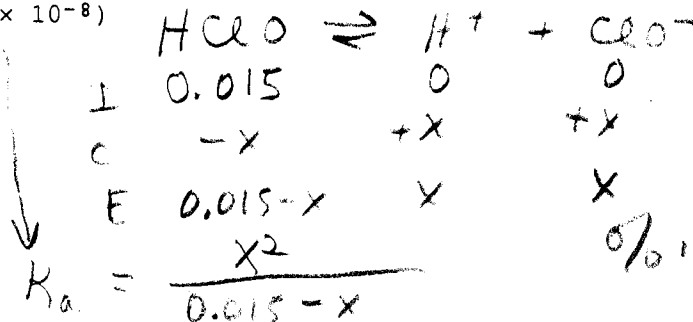 × 10-8)
HClO ⇌ H+ + ClO-
I 0.015 0 0
C -x +x +x
E 0.015-x x x
Ka = x2 / 0.015 - x
%